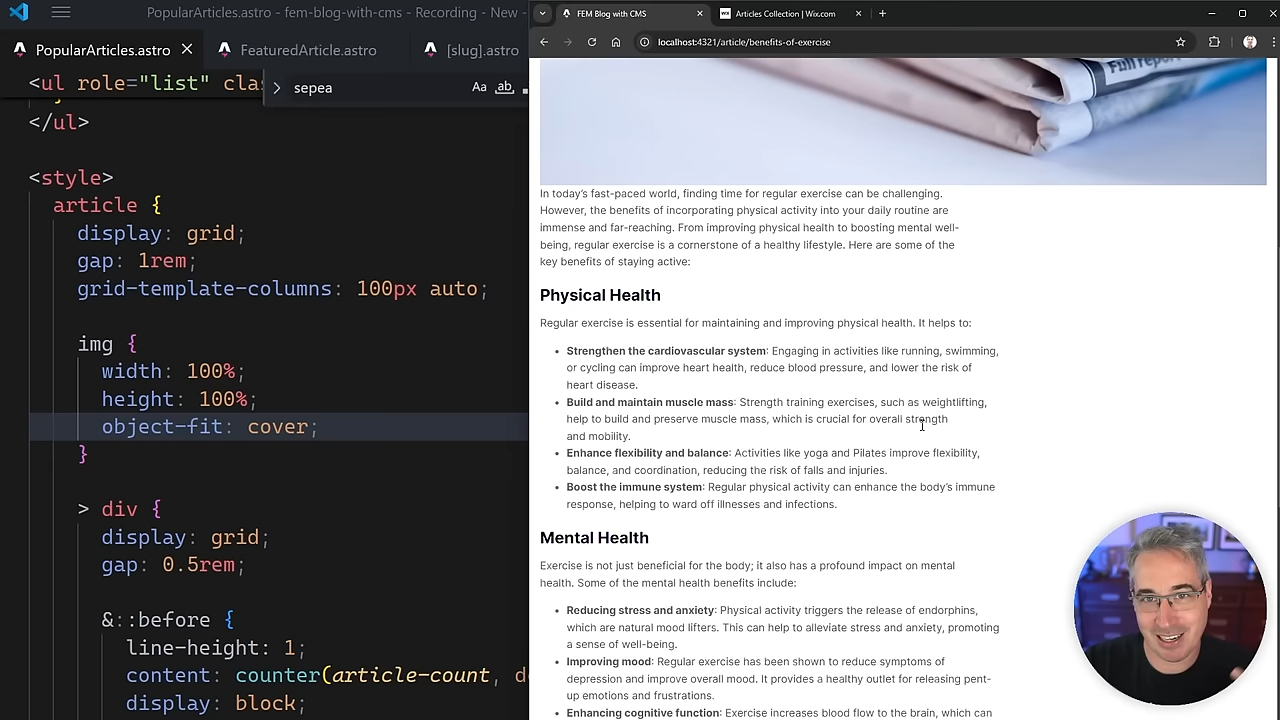 PopularArticles.astro - fem-blog-with-cms - Recording - New -
PopularArticles.astro
FeaturedArticle.astro
[slug].astro
sepea
Aa
ab
<ul role="list" clas
</ul>
<style>
article {
display: grid;
gap: 1rem;
grid-template-columns: 100px auto;
img {
width: 100%;
height: 100%;
object-fit: cover;
}
> div {
display: grid;
gap: 0.5rem;
&::before {
line-height: 1;
content: counter(article-count, de
display: block;
FEM Blog with CMS
WIX
Articles Collection | Wix.com
localhost:4321/article/benefits-of-exercise
Full report
In today's fast-paced world, finding time for regular exercise can be challenging.
However, the benefits of incorporating physical activity into your daily routine are
immense and far-reaching. From improving physical health to boosting mental well-
being, regular exercise is a cornerstone of a healthy lifestyle. Here are some of the
key benefits of staying active:
Physical Health
Regular exercise is essential for maintaining and improving physical health. It helps to:
• Strengthen the cardiovascular system: Engaging in activities like running, swimming,
or cycling can improve heart health, reduce blood pressure, and lower the risk of
heart disease.
• Build and maintain muscle mass: Strength training exercises, such as weightlifting,
help to build and preserve muscle mass, which is crucial for overall strength
and mobility.
• Enhance flexibility and balance: Activities like yoga and Pilates improve flexibility,
balance, and coordination, reducing the risk of falls and injuries.
• Boost the immune system: Regular physical activity can enhance the body's immune
response, helping to ward off illnesses and infections.
Mental Health
Exercise is not just beneficial for the body; it also has a profound impact on mental
health. Some of the mental health benefits include:
• Reducing stress and anxiety: Physical activity triggers the release of endorphins,
which are natural mood lifters. This can help to alleviate stress and anxiety, promoting
a sense of well-being.
• Improving mood: Regular exercise has been shown to reduce symptoms of
depression and improve overall mood. It provides a healthy outlet for releasing pent-
up emotions and frustrations.
• Enhancing cognitive function: Exercise increases blood flow to the brain, which can